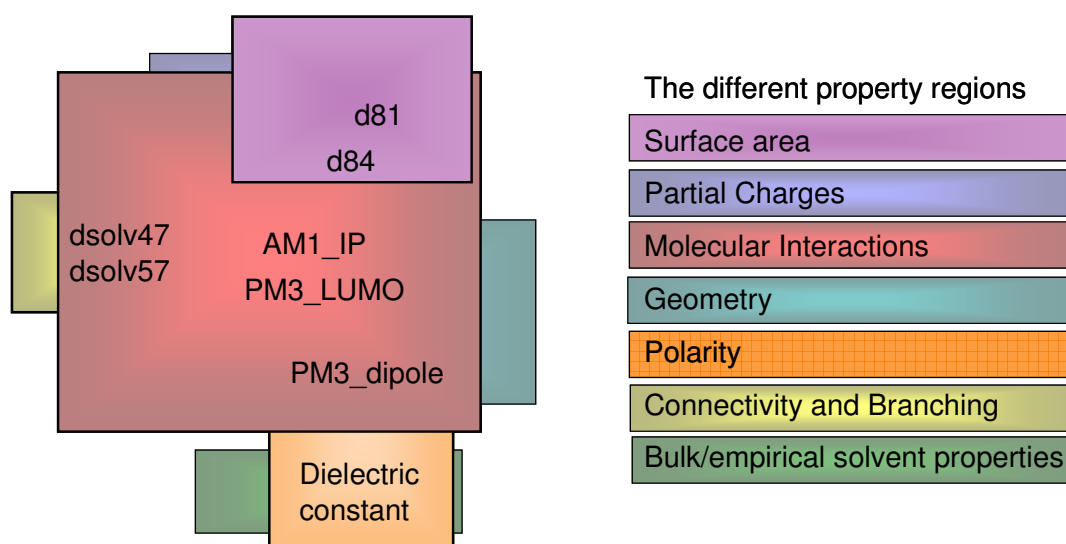 d81
d84
dsolv47
dsolv57
AM1_IP
PM3_LUMO
PM3_dipole
Dielectric
constant
The different property regions
Surface area
Partial Charges
Molecular Interactions
Geometry
Polarity
Connectivity and Branching
Bulk/empirical solvent properties